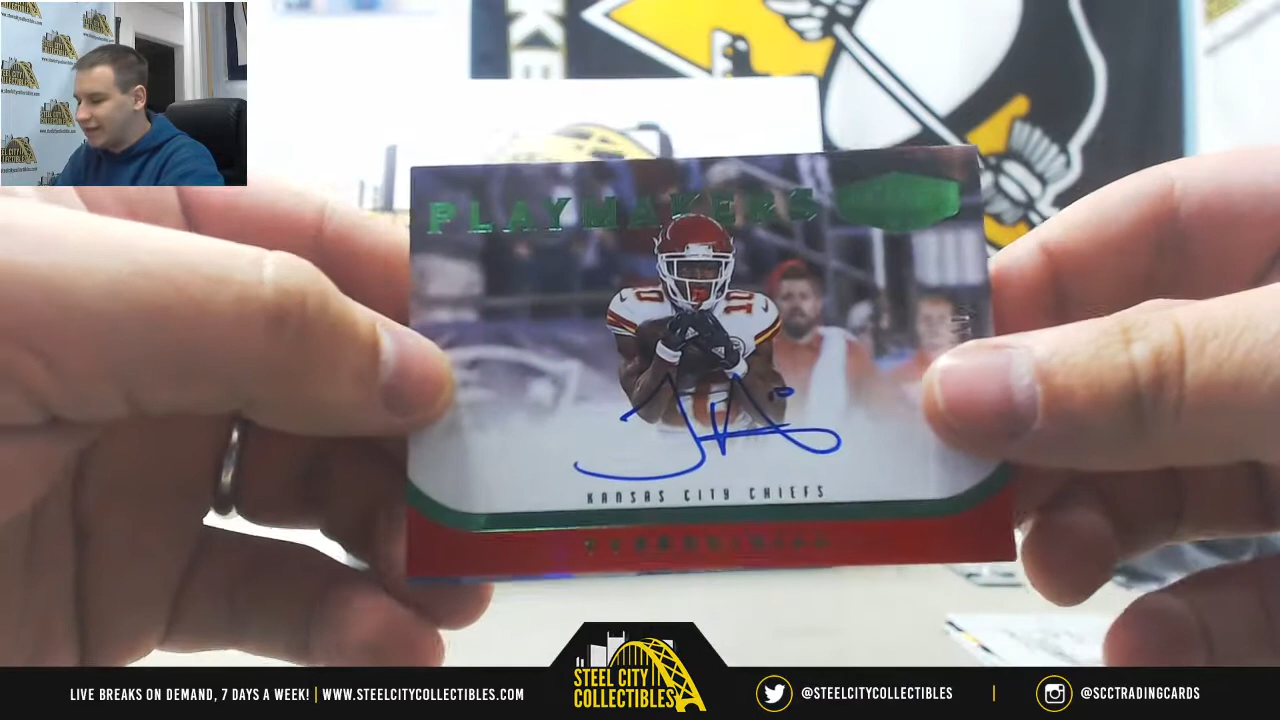 PLAYMAKERS
10 10
KANSAS CITY CHIEFS
LIVE BREAKS ON DEMAND, 7 DAYS A WEEK! | WWW.STEELCITYCOLLECTIBLES.COM
STEEL CITY
COLLECTIBLES
@STEELCITYCOLLECTIBLES
@SCCTRADINGCARDS